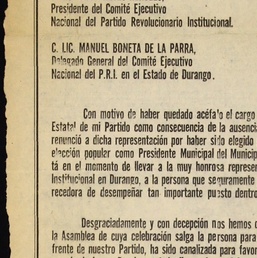 Presidente del Comité Ejecutivo
Nacional del Partido Revolucionario Institucional.
C. LIC. MANUEL BONETA DE LA PARRA,
Delegado General del Comité Ejecutivo
Nacional del P.R.I. en el Estado de Durango.
Con motivo de haber quedado acéfalo el cargo
Estatal de mi Partido como consecuencia de la ausencia
renunció a dicha representación por haber sido elegido
elección popular como Presidente Municipal del Municip
tá en el momento de llevar a la muy honrosa represen
Institucional en Durango, a la persona que seguramente
recedora de desempeñar tan importante puesto dentro
Desgraciadamente y con decepción nos hemos
la Asamblea de cuya celebración salga la persona para
frente de nuestro Partido, ha sido canalizada para favor